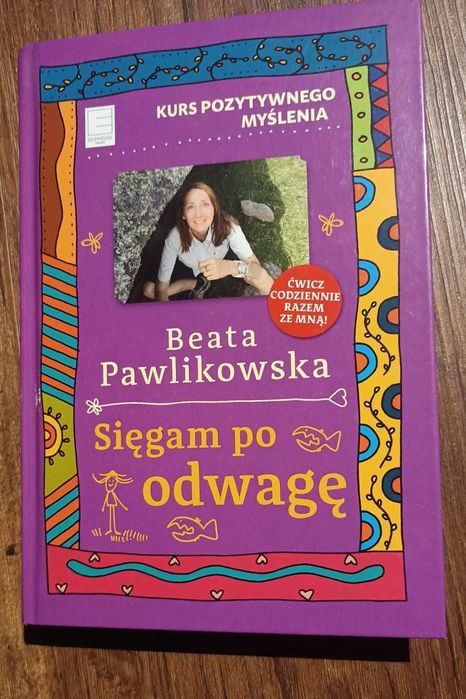 KURS POZYTYWNEGO
MYŚLENIA
ĆWICZ
CODZIENNIE
RAZEM
ZE MNĄ!
Beata
Pawlikowska
Sięgam po
odwagę